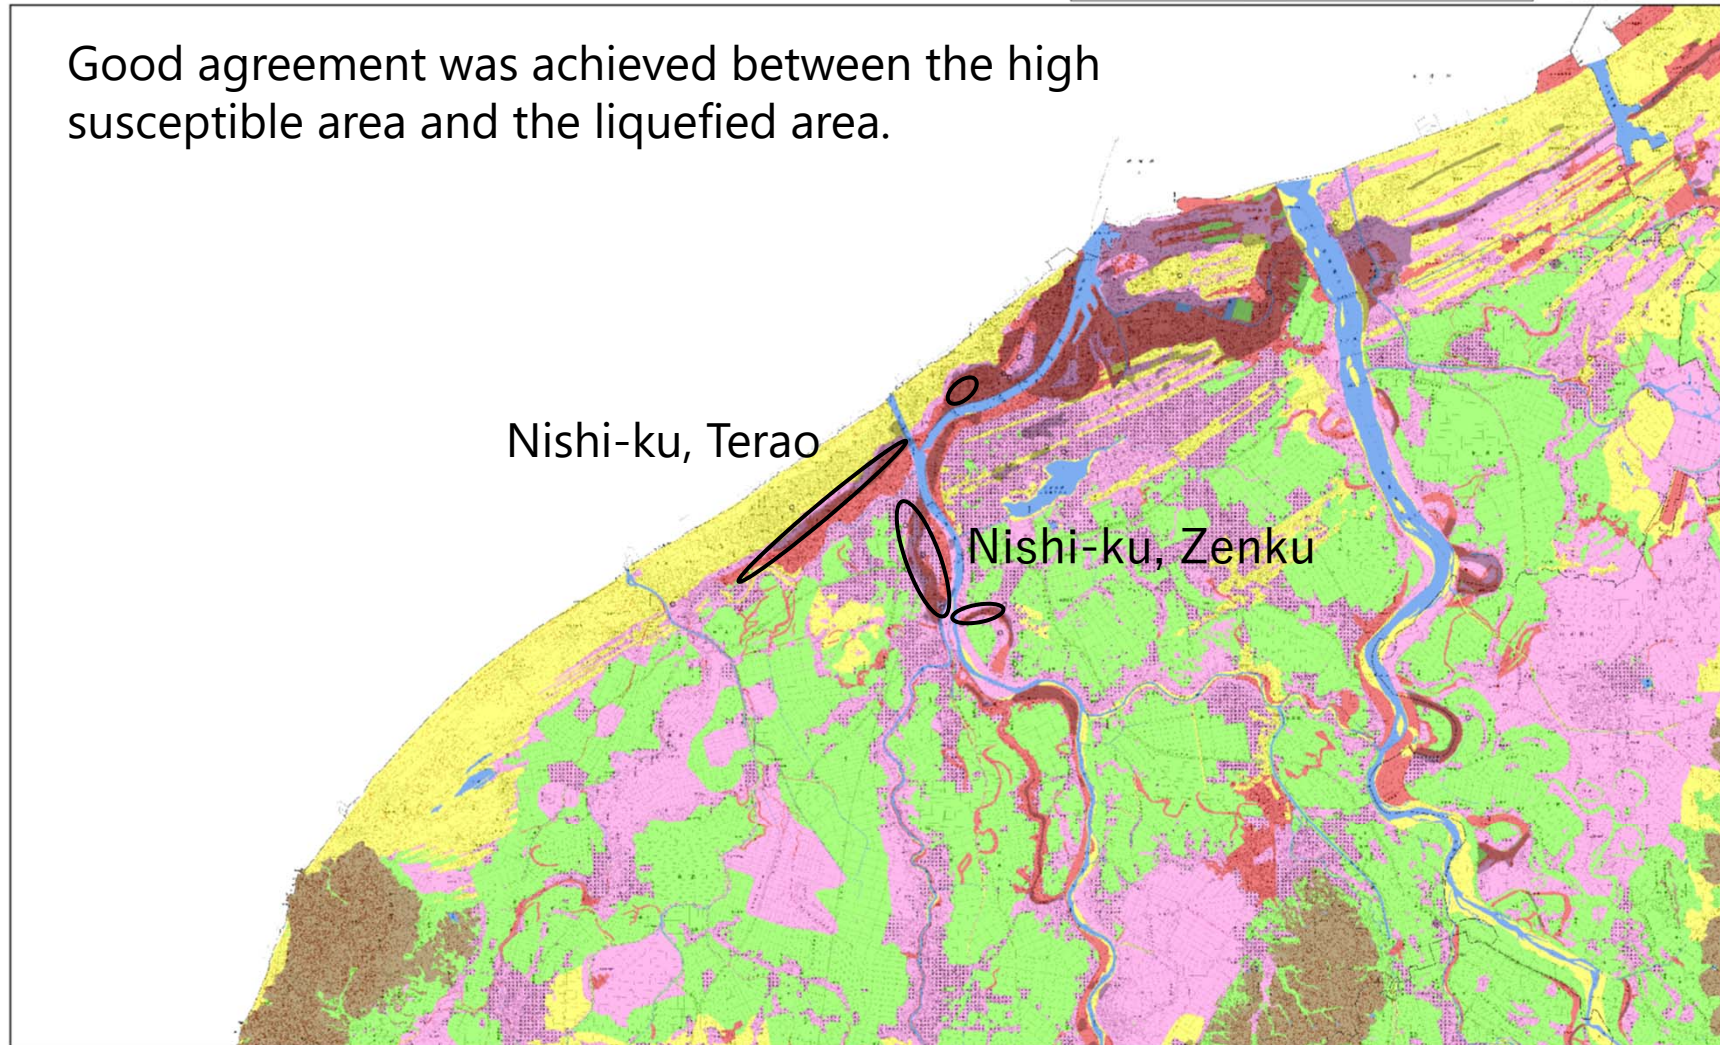 Good agreement was achieved between the high
susceptible area and the liquefied area.
Nishi-ku, Terao
Nishi-ku, Zenku